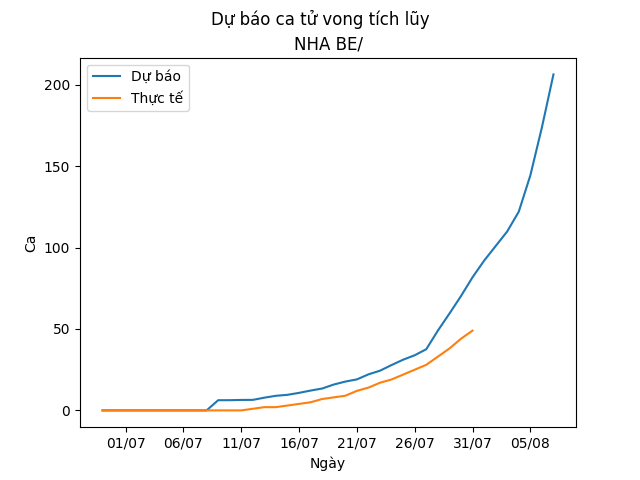 Dự báo ca tử vong tích lũy
NHA BE/
Dự báo
Thực tế
200
150
100
50
0
Ca
01/07 06/07 11/07 16/07 21/07 26/07 31/07 05/08
Ngày